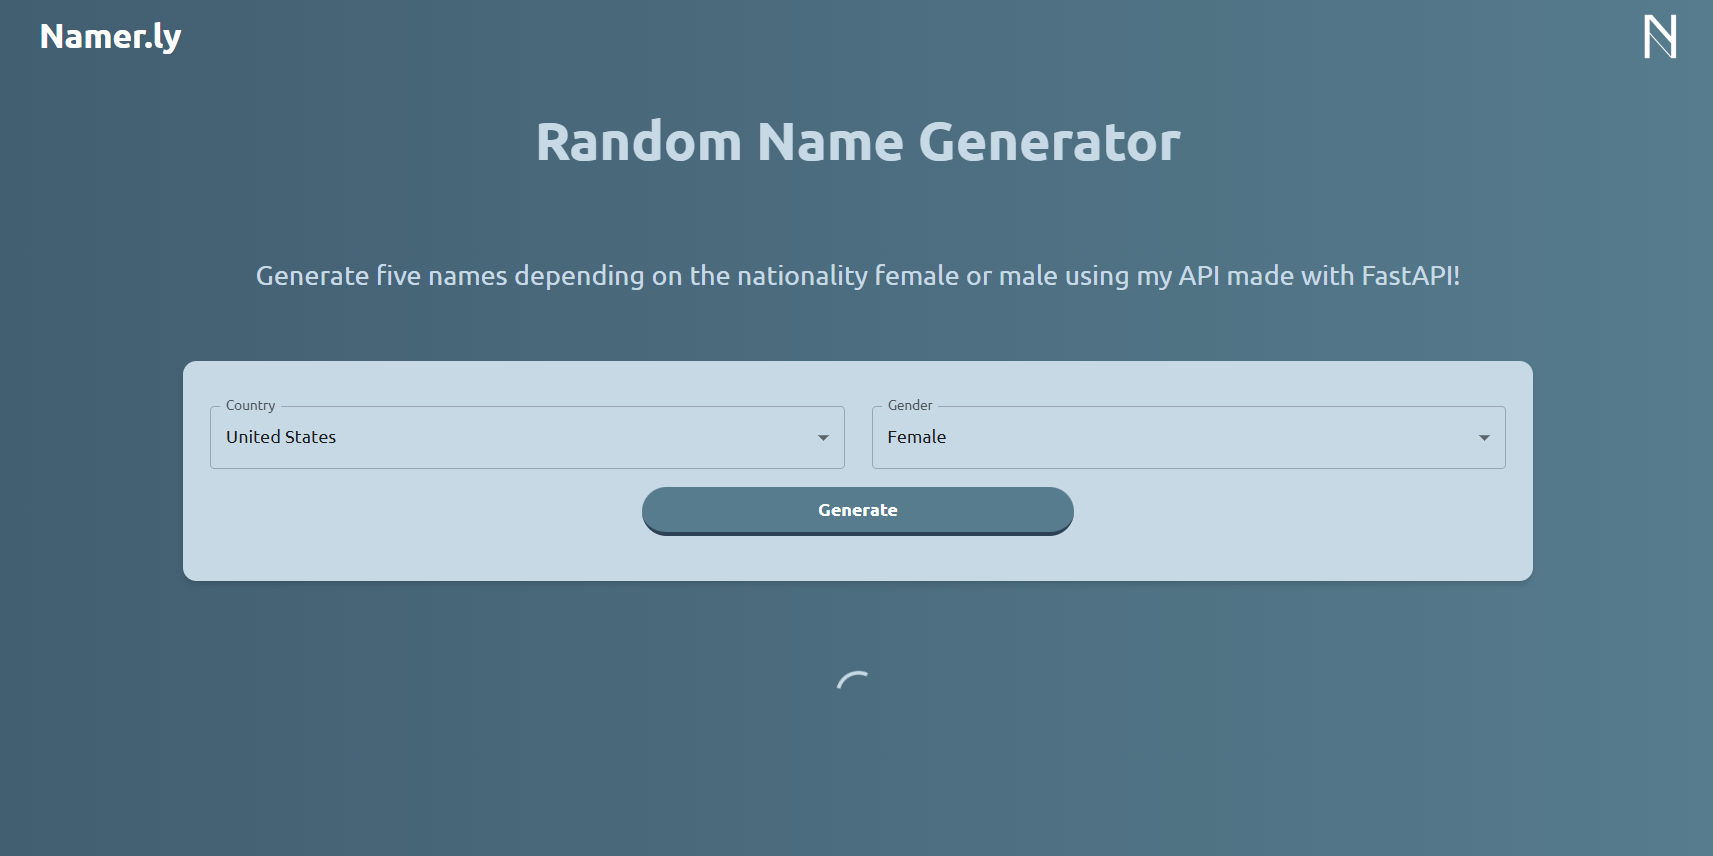 Namer.ly
N
Random Name Generator
Generate five names depending on the nationality female or male using my API made with FastAPI!
Country
United States
Gender
Female
Generate